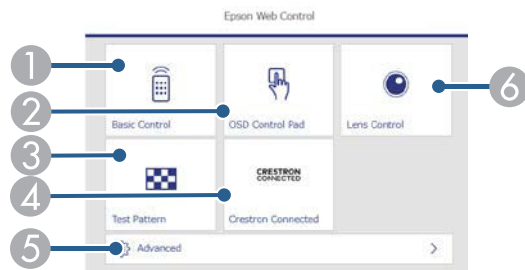 Epson Web Control
1
2
3
4
5
6
Basic Control
OSD Control Pad
Lens Control
CRESTRON
CONNECTED
Test Pattern
Crestron Connected
Advanced